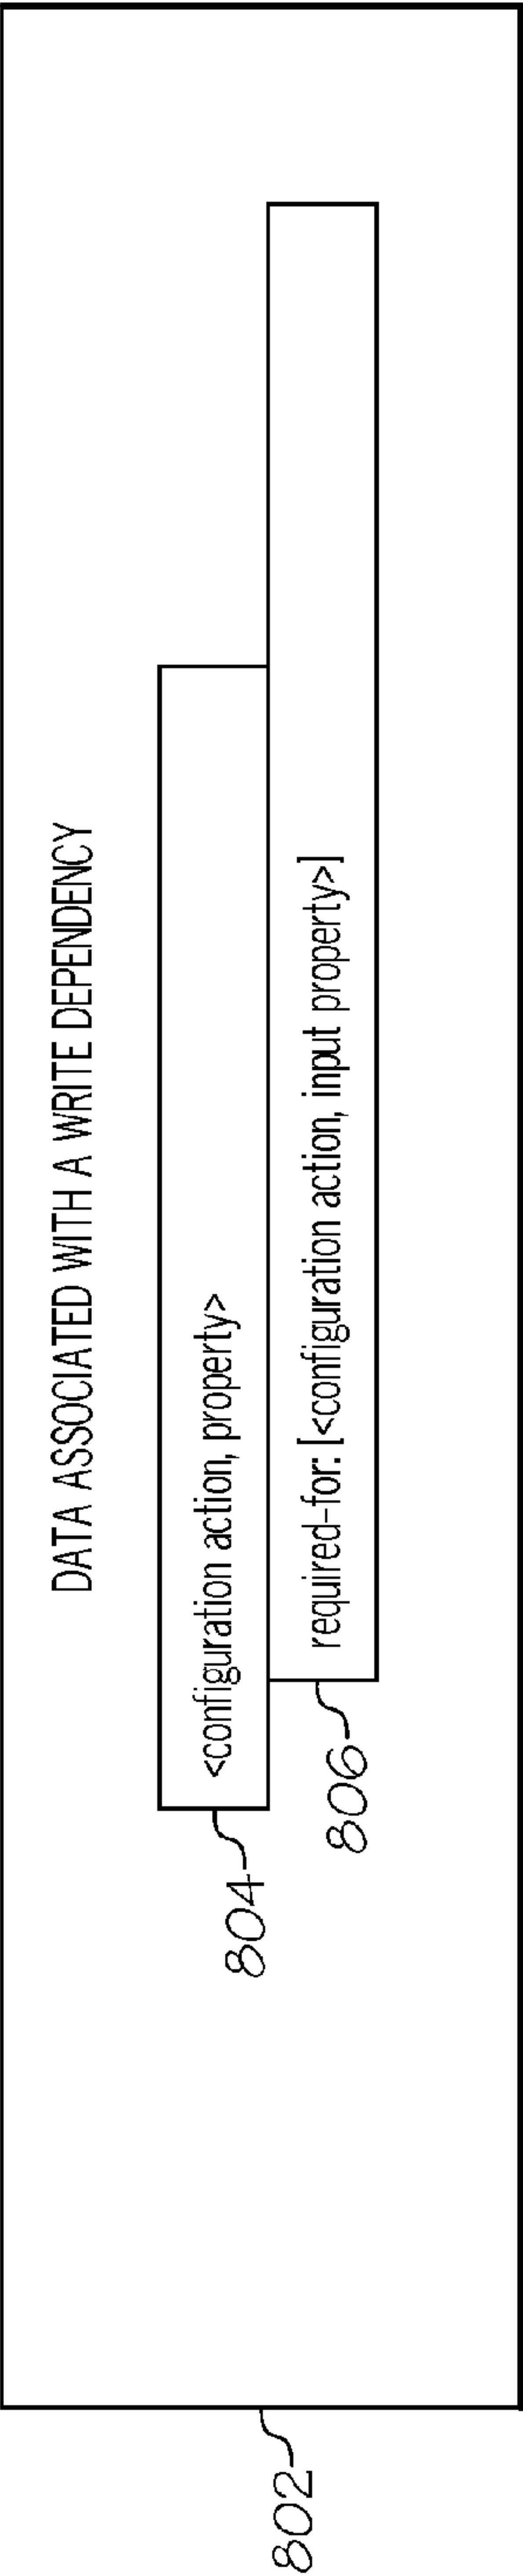 DATA ASSOCIATED WITH A WRITE DEPENDENCY
<configuration action, property>
804
required-for: [<configuration action, input property>]
806
802